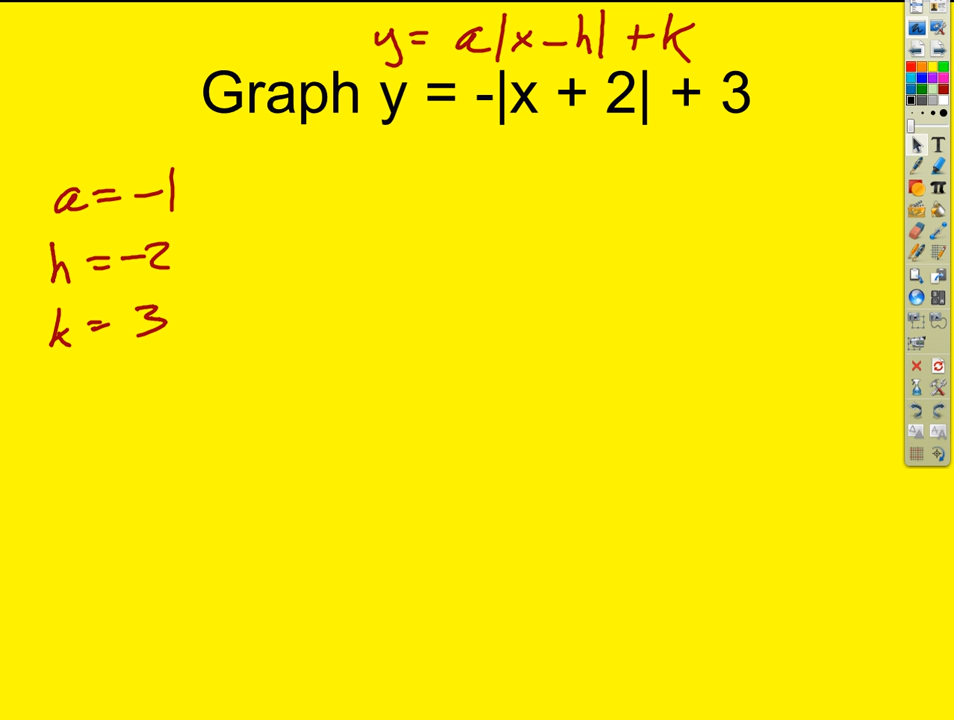 y = a|x - h| + k
Graph y = -|x + 2| + 3
a = -1
h = -2
k = 3